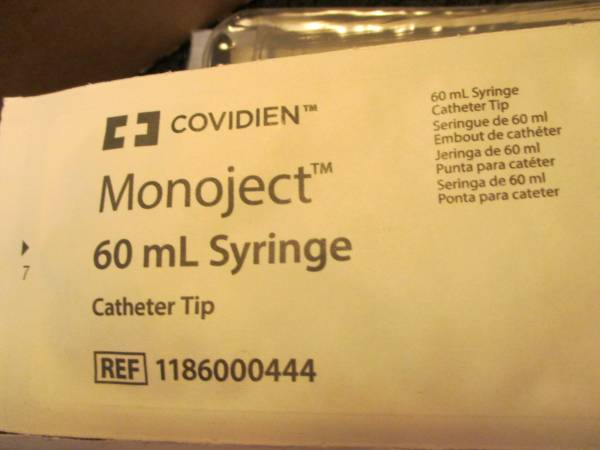 COVIDIEN™
Monoject™
60 mL Syringe
Catheter Tip
REF 1186000444
7
60 mL Syringe
Catheter Tip
Seringue de 60 ml
Embout de cathéter
Jeringa de 60 ml
Punta para catéter
Seringa de 60 ml
Ponta para cateter